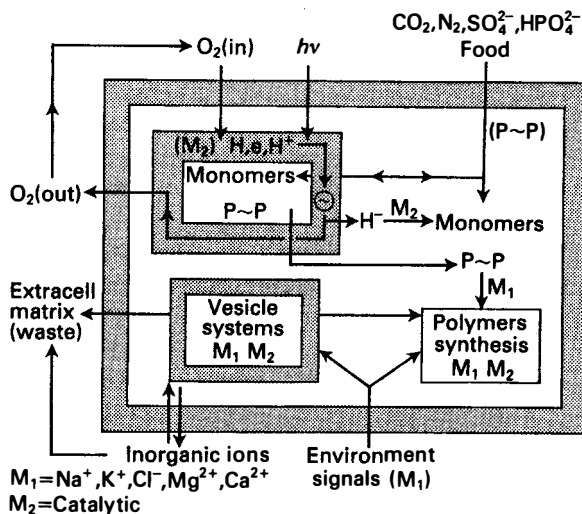 CO₂,N₂,SO₄²⁻,HPO₄²⁻
Food
O₂(in)
hν
(P~P)
(M₂) H,e,H⁺
Monomers
P~P
~
O₂(out)
H⁻
M₂
Monomers
P~P
M₁
Extracell
matrix
(waste)
Vesicle
systems
M₁ M₂
Polymers
synthesis
M₁ M₂
Inorganic ions
Environment
signals (M₁)
M₁=Na⁺,K⁺,Cl⁻,Mg²⁺,Ca²⁺
M₂=Catalytic